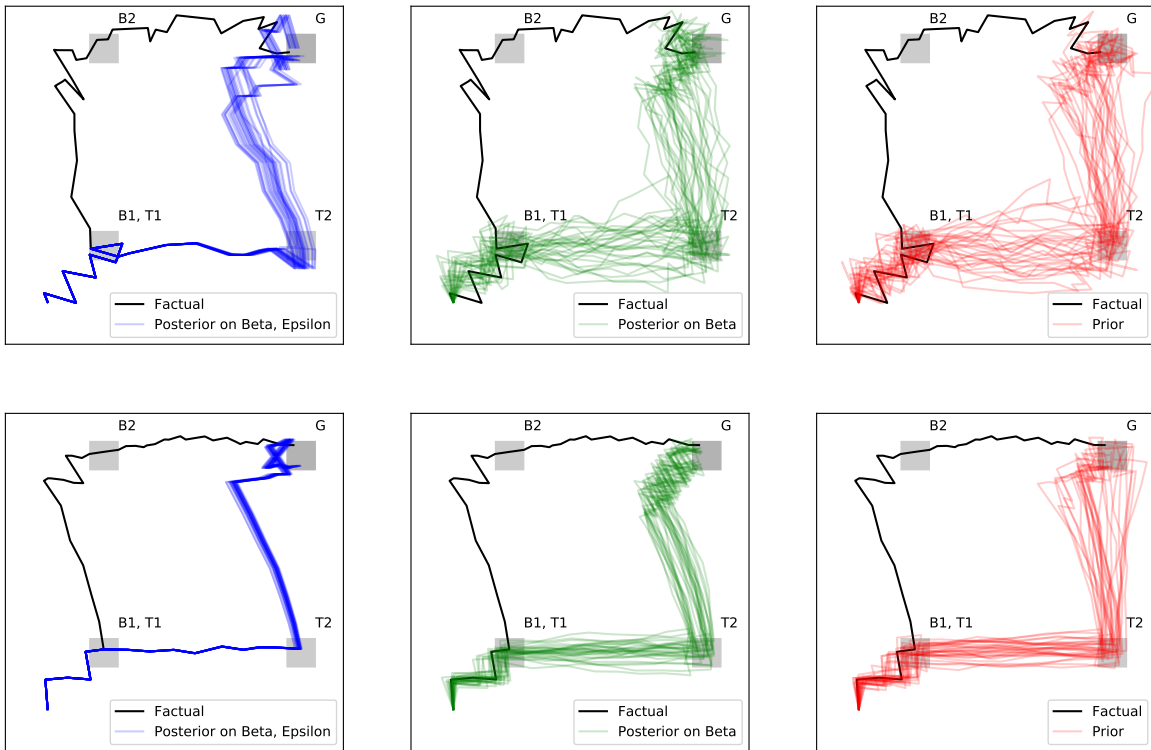 B2 G
B1, T1 T2
Factual
Posterior on Beta, Epsilon
B2 G
B1, T1 T2
Factual
Posterior on Beta
B2 G
B1, T1 T2
Factual
Prior
B2 G
B1, T1 T2
Factual
Posterior on Beta, Epsilon
B2 G
B1, T1 T2
Factual
Posterior on Beta
B2 G
B1, T1 T2
Factual
Prior